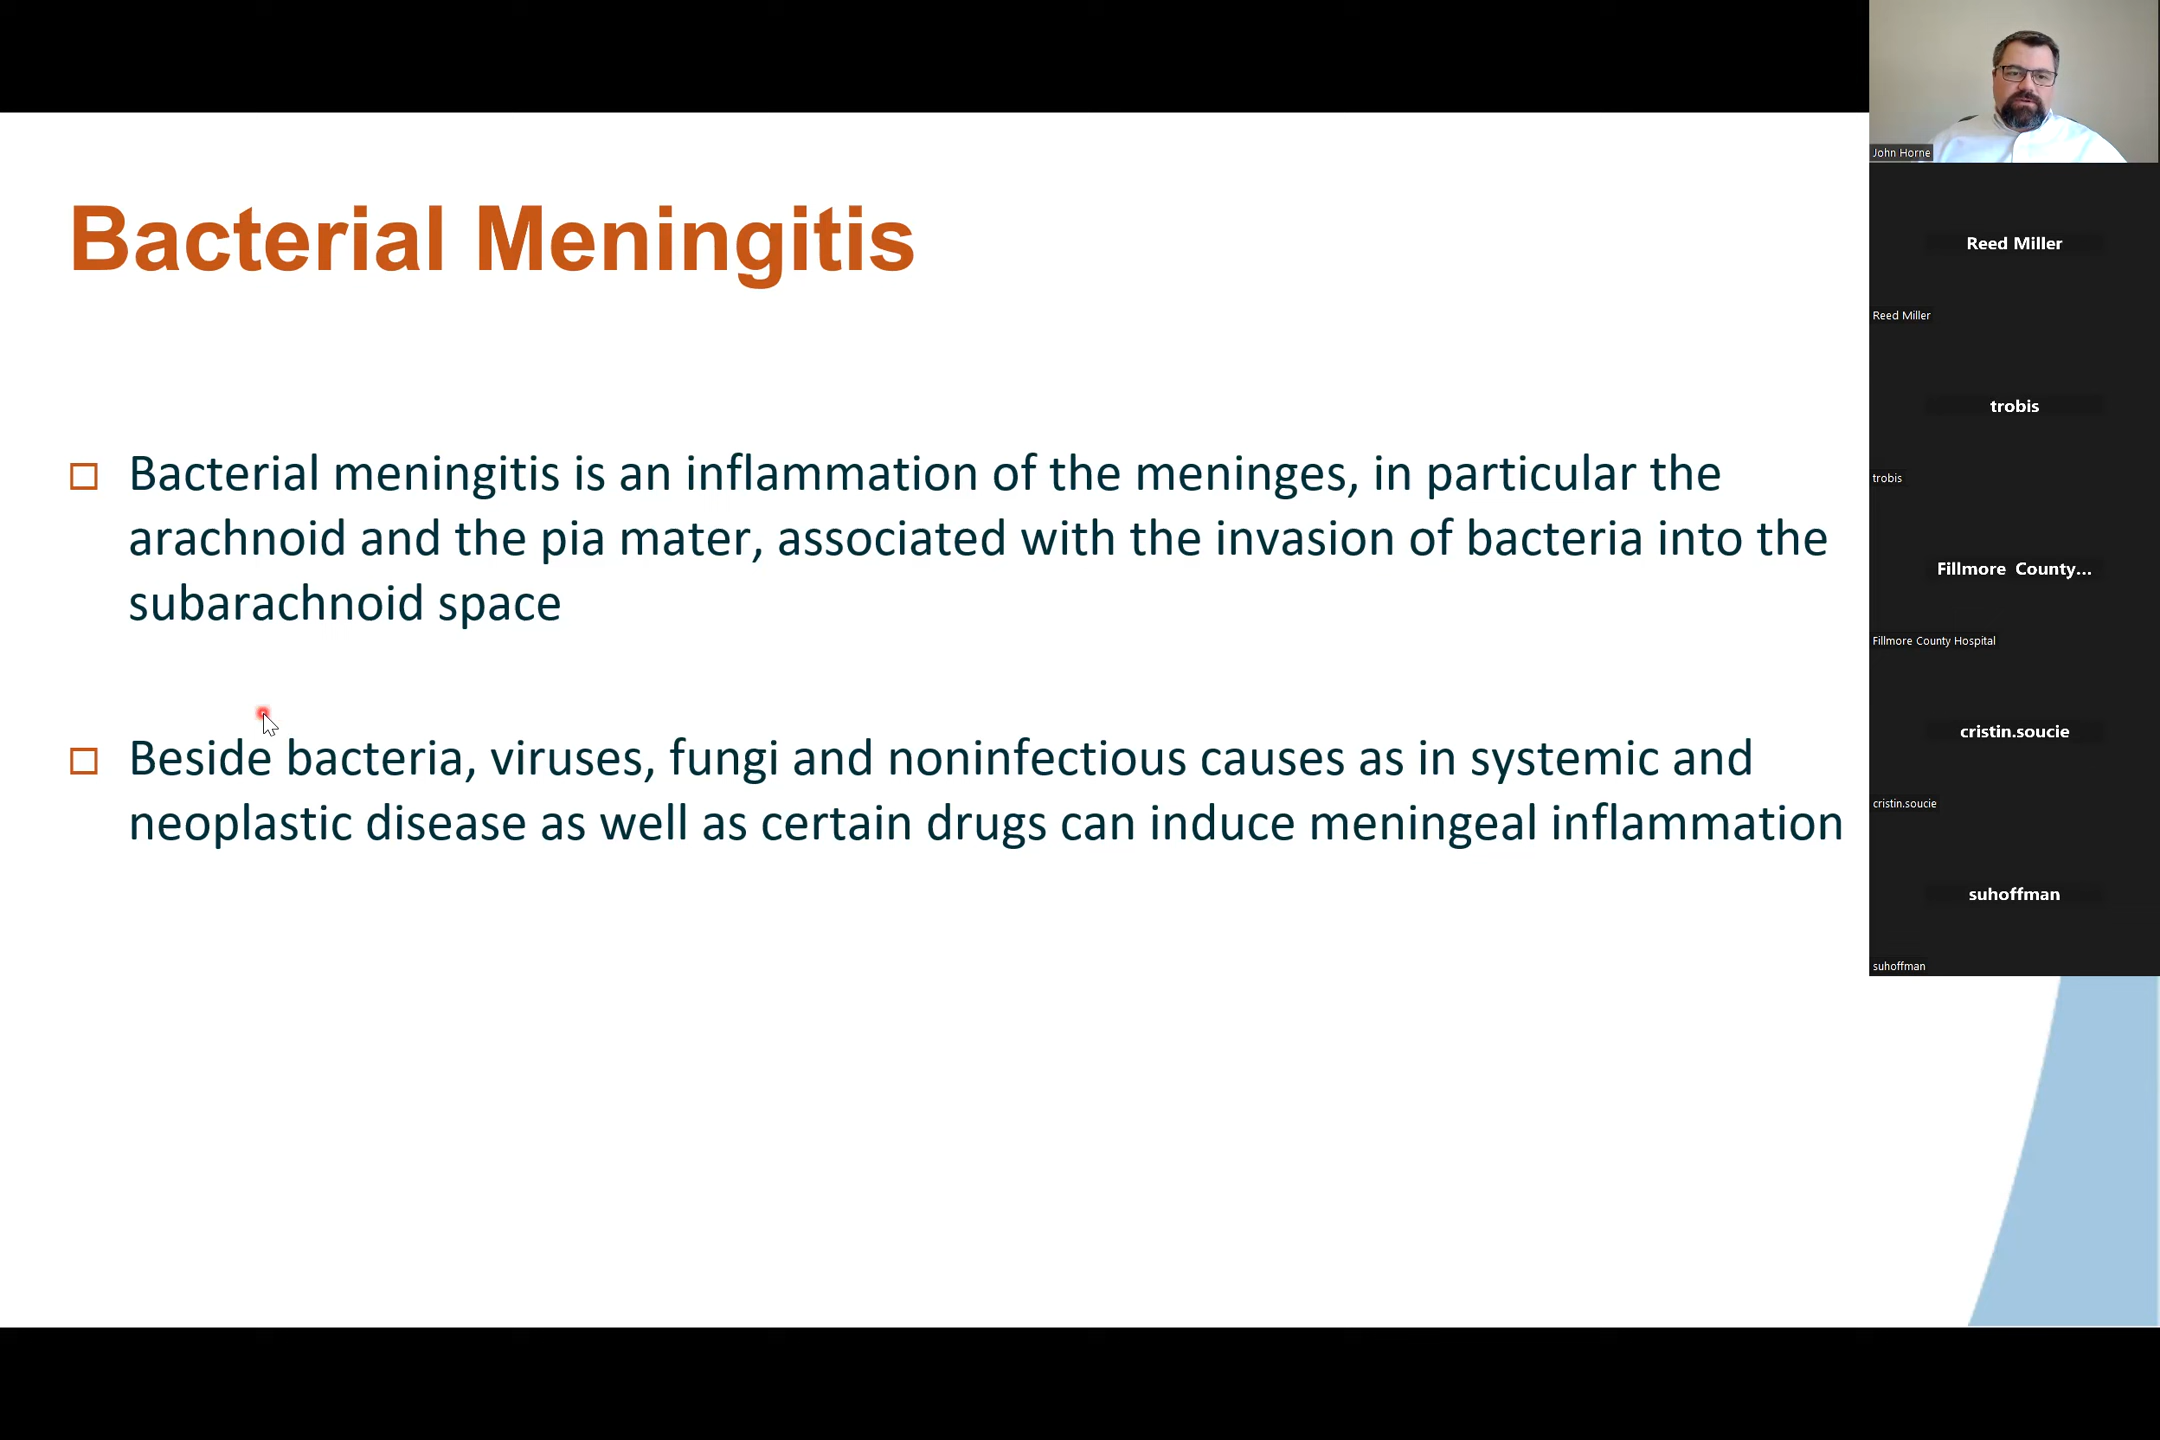 Bacterial Meningitis
Bacterial meningitis is an inflammation of the meninges, in particular the
arachnoid and the pia mater, associated with the invasion of bacteria into the
subarachnoid space
Beside bacteria, viruses, fungi and noninfectious causes as in systemic and
neoplastic disease as well as certain drugs can induce meningeal inflammation
John Horne
Reed Miller
Reed Miller
trobis
trobis
Fillmore County...
Fillmore County Hospital
cristin.soucie
cristin.soucie
suhoffman
suhoffman